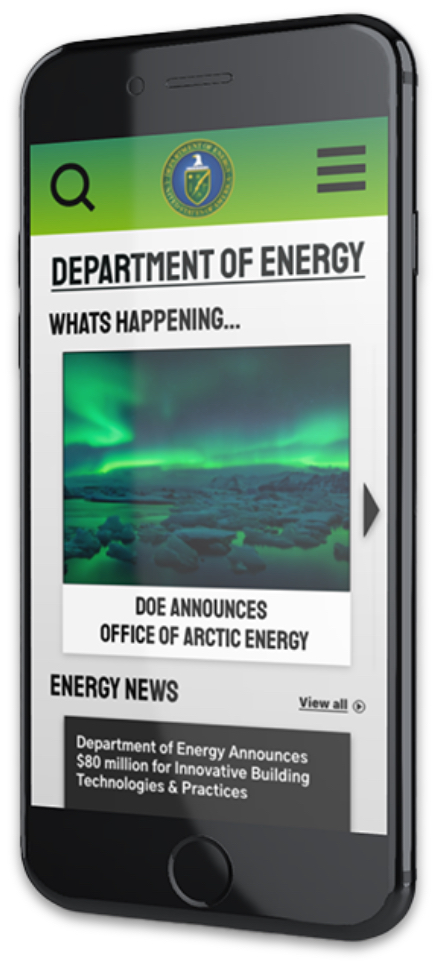 DEPARTMENT OF ENERGY
WHATS HAPPENING...
DOE ANNOUNCES
OFFICE OF ARCTIC ENERGY
ENERGY NEWS
View all
Department of Energy Announces
$80 million for Innovative Building
Technologies & Practices